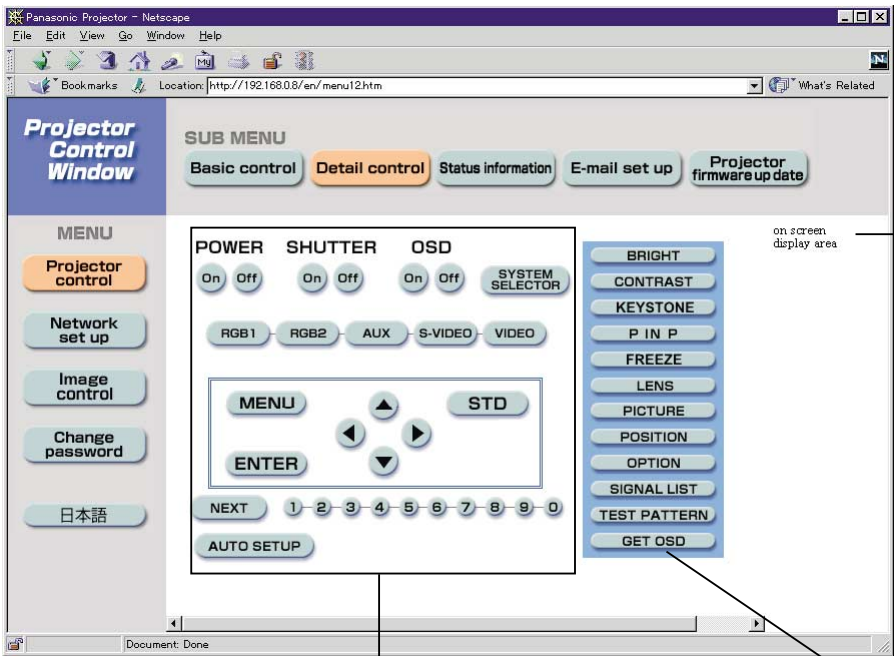 Panasonic Projector - Netscape
File Edit View Go Window Help
My
N
Bookmarks Location: http://192.168.0.8/en/menu12.htm What's Related
Projector
Control
Window
SUB MENU
Basic control Detail control Status information E-mail set up Projector
firmware up date
MENU
Projector
control
Network
set up
Image
control
Change
password
日本語
POWER SHUTTER OSD
On Off On Off On Off SYSTEM
SELECTOR
RGB1 RGB2 AUX S-VIDEO VIDEO
MENU STD
ENTER
NEXT 1 2 3 4 5 6 7 8 9 0
AUTO SETUP
BRIGHT
CONTRAST
KEYSTONE
P IN P
FREEZE
LENS
PICTURE
POSITION
OPTION
SIGNAL LIST
TEST PATTERN
GET OSD
on screen
display area
Document: Done